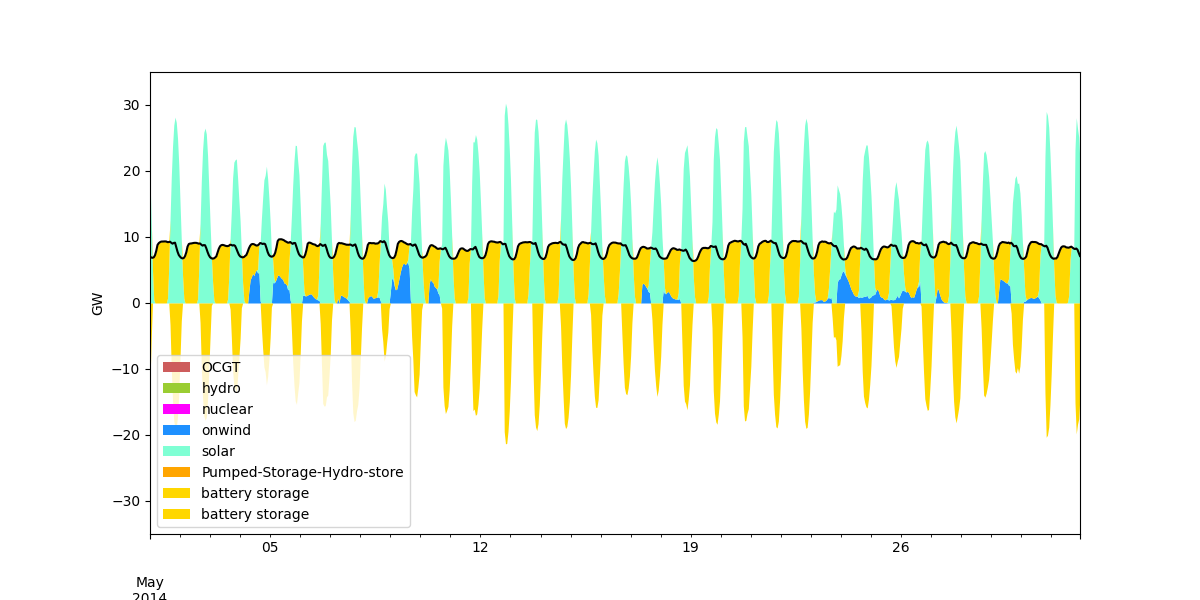 30
20
10
0
−10
−20
−30
GW
OCGT
hydro
nuclear
onwind
solar
Pumped-Storage-Hydro-store
battery storage
battery storage
05 12 19 26
May
2014